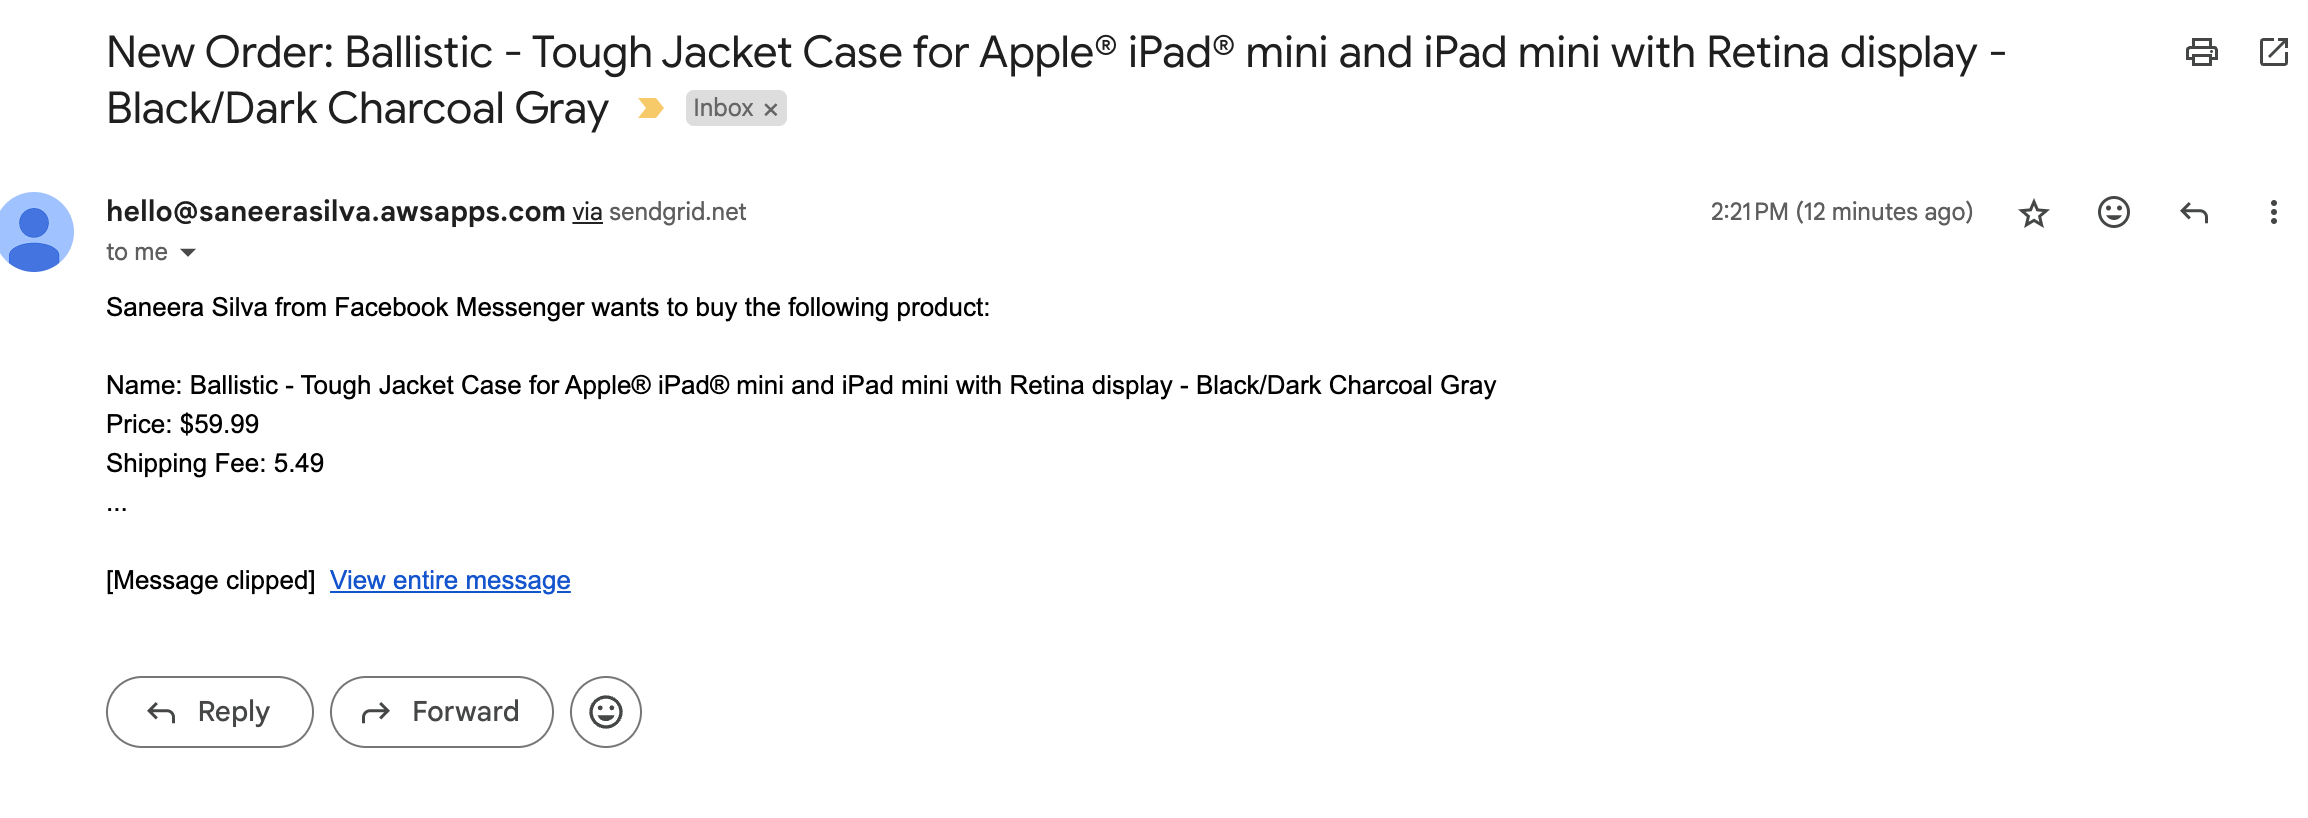 New Order: Ballistic - Tough Jacket Case for Apple® iPad® mini and iPad mini with Retina display -
Black/Dark Charcoal Gray Inbox ×
hello@saneerasilva.awsapps.com via sendgrid.net 2:21 PM (12 minutes ago)
to me
Saneera Silva from Facebook Messenger wants to buy the following product:
Name: Ballistic - Tough Jacket Case for Apple® iPad® mini and iPad mini with Retina display - Black/Dark Charcoal Gray
Price: $59.99
Shipping Fee: 5.49
...
[Message clipped] View entire message
Reply Forward